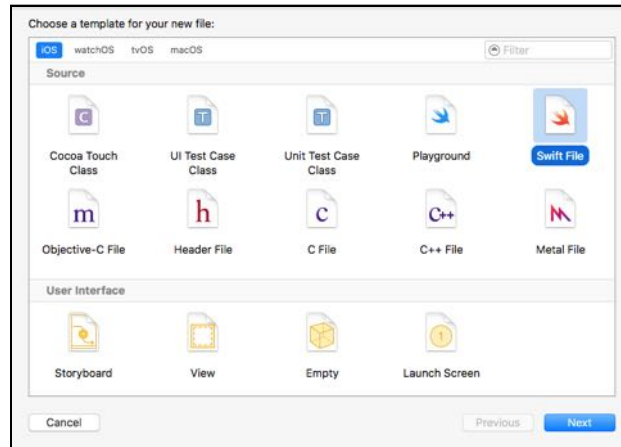 Choose a template for your new file:
iOS watchOS tvOS macOS Filter
Source
C T T
Cocoa Touch Class UI Test Case Class Unit Test Case Class Playground Swift File
m h c C++
Objective-C File Header File C File C++ File Metal File
User Interface
1
Storyboard View Empty Launch Screen
Cancel Previous Next